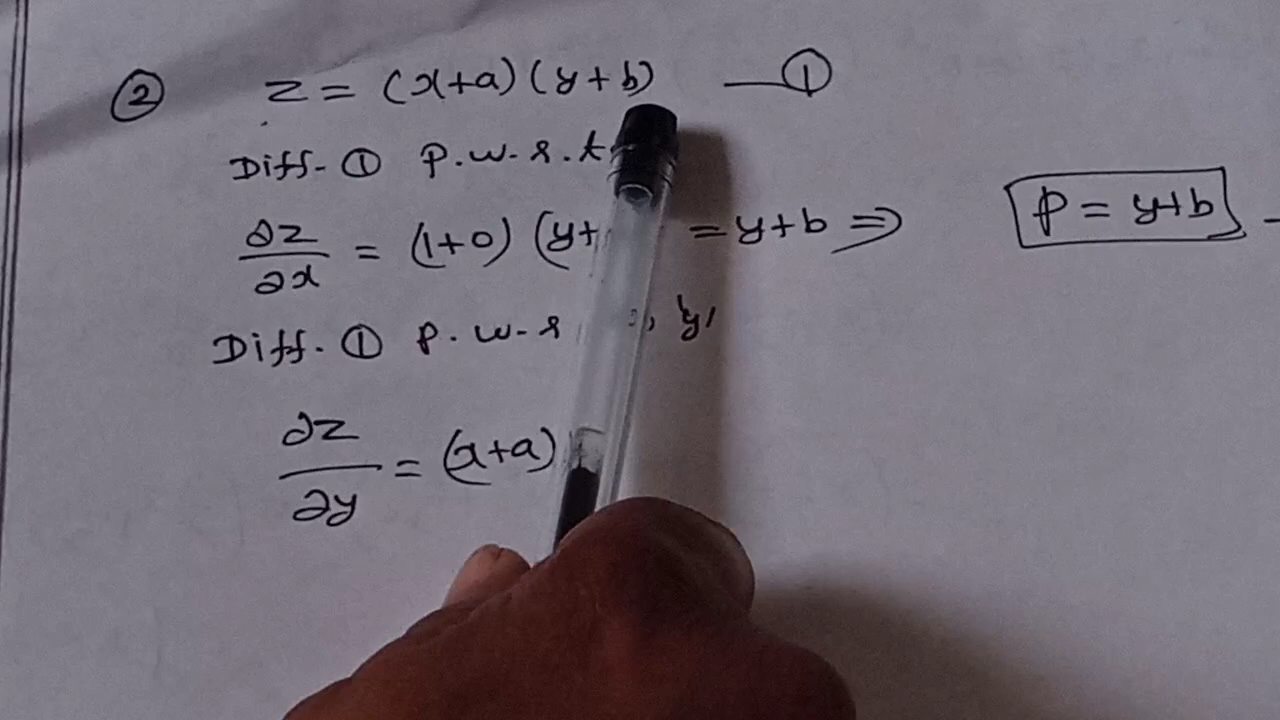 ② z = (x+a)(y+b) —①
Diff. ① P.w.r.t
∂z/∂x = (1+0)(y+ = y+b ⇒ p = y+b
Diff. ① P.w.r 'y'
∂z/∂y = (x+a)